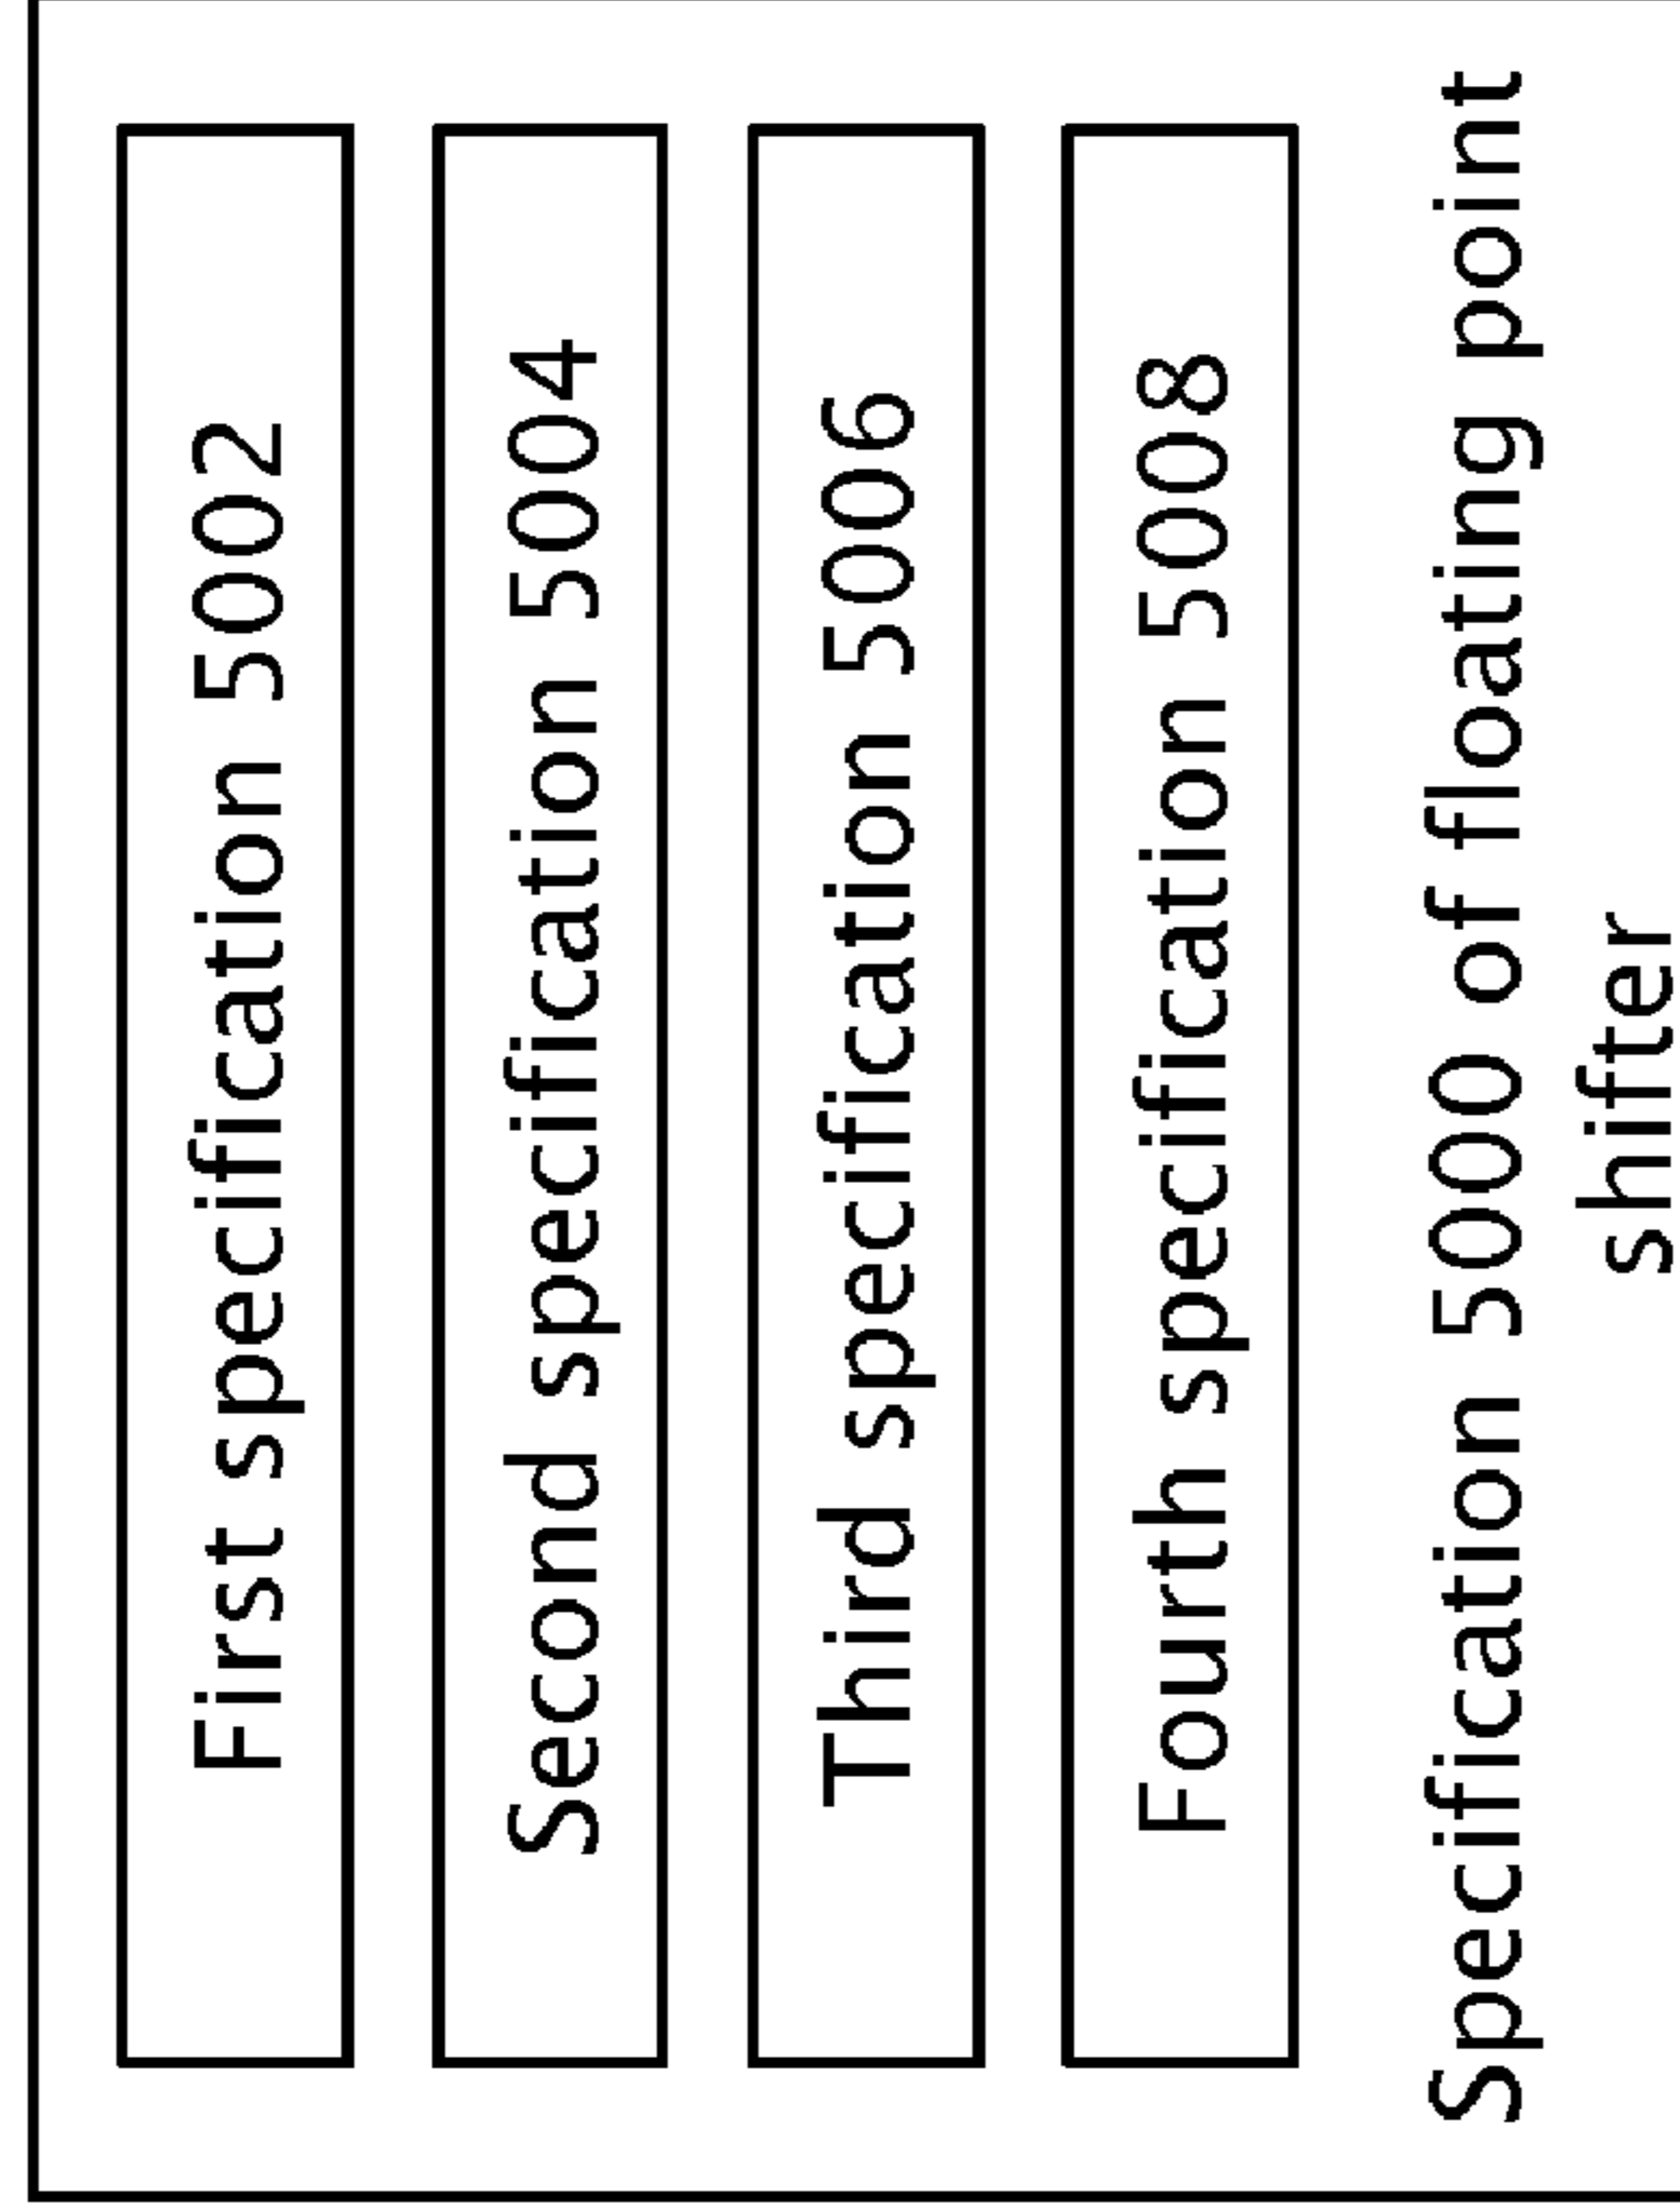 First specification 5002
Second specification 5004
Third specification 5006
Fourth specification 5008
Specification 5000 of floating point
shifter